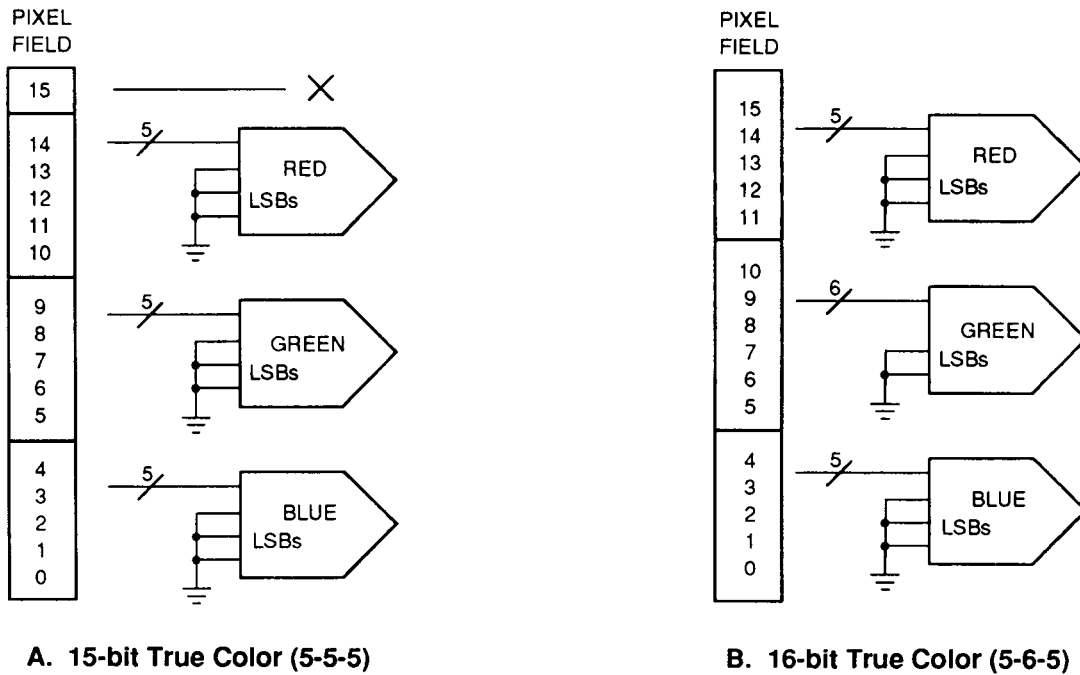 PIXEL
FIELD
15
14
13
12
11
10
9
8
7
6
5
4
3
2
1
0
5
RED
LSBs
5
GREEN
LSBs
5
BLUE
LSBs
A. 15-bit True Color (5-5-5)
PIXEL
FIELD
15
14
13
12
11
10
9
8
7
6
5
4
3
2
1
0
5
RED
LSBs
6
GREEN
LSBs
5
BLUE
LSBs
B. 16-bit True Color (5-6-5)